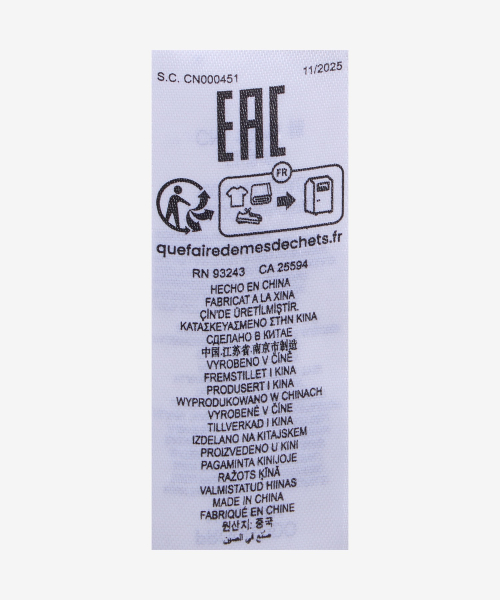 S.C. CN000451
11/2025
EAC
FR
quefairedemesdechets.fr
RN 93243 CA 25594
HECHO EN CHINA
FABRICAT A LA XINA
ÇİN'DE ÜRETİLMİŞTİR.
ΚΑΤΑΣΚΕΥΑΣΜΕΝΟ ΣΤΗΝ ΚΙΝΑ
СДЕЛАНО В КИТАЕ
中国.江苏省.南京市制造
VYROBENO V ČÍNĚ
FREMSTILLET I KINA
PRODUSERT I KINA
WYPRODUKOWANO W CHINACH
VYROBENÉ V ČÍNE
TILLVERKAD I KINA
IZDELANO NA KITAJSKEM
PROIZVEDENO U KINI
PAGAMINTA KINIJOJE
RAŽOTS ĶĪNĀ
VALMISTATUD HIINAS
MADE IN CHINA
FABRIQUÉ EN CHINE
원산지: 중국
صنع في الصين